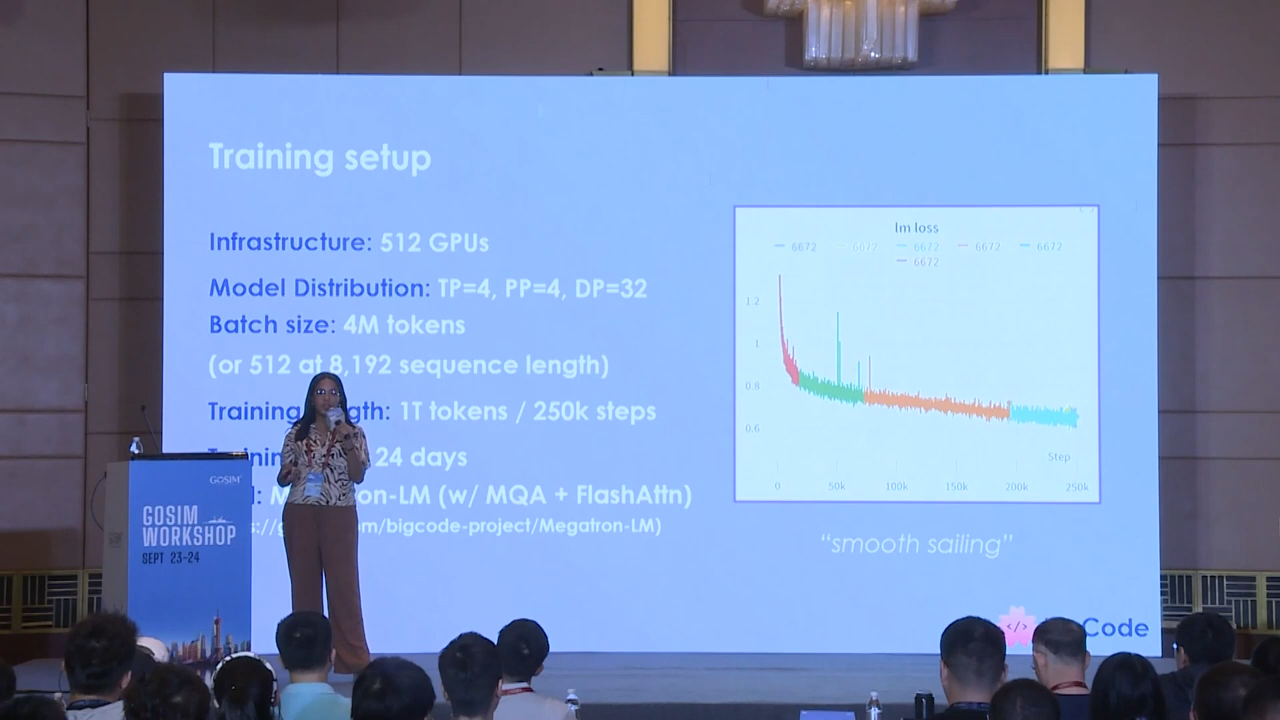 Training setup
Infrastructure: 512 GPUs
Model Distribution: TP=4, PP=4, DP=32
Batch size: 4M tokens
(or 512 at 8,192 sequence length)
Training gth: 1T tokens / 250k steps
24 days
tron-LM (w/ MQA + FlashAttn)
om/bigcode-project/Megatron-LM)
lm loss
6672 6672 6672 6672 6672
6672
1.2
1
0.8
0.6
Step
0 50k 100k 150k 200k 250k
“smooth sailing”
</> Code
GOSIM
GOSIM
WORKSHOP
SEPT 23-24